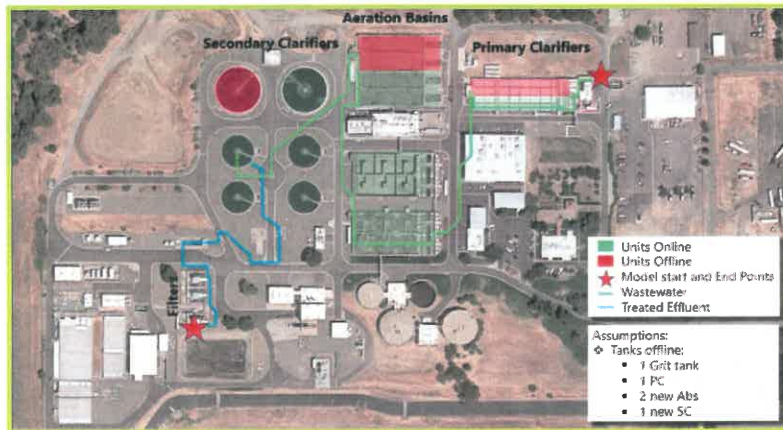 Aeration Basins
Secondary Clarifiers
Primary Clarifiers
Filters
Units Online
Units Offline
Model start and End Points
Wastewater
Treated Effluent
Assumptions:
❖ Tanks offline:
• 1 Grit tank
• 1 PC
• 2 new Abs
• 1 new SC